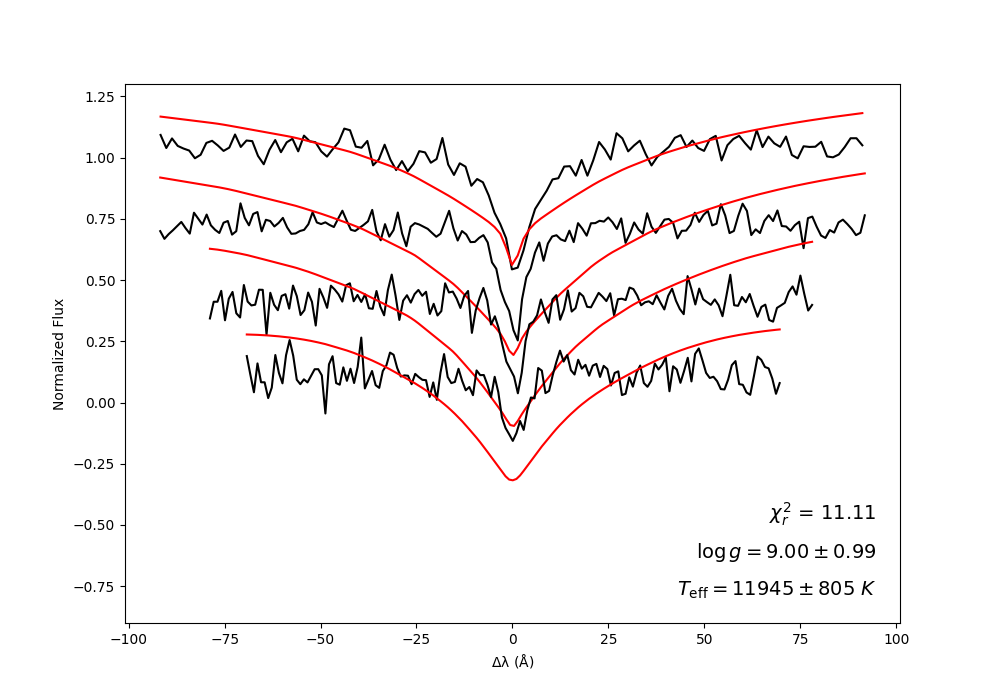 1.25
1.00
0.75
0.50
0.25
0.00
−0.25
−0.50
−0.75
Normalized Flux
χ²ᵣ = 11.11
log g = 9.00 ± 0.99
T_eff = 11945 ± 805 K
−100 −75 −50 −25 0 25 50 75 100
Δλ (Å)